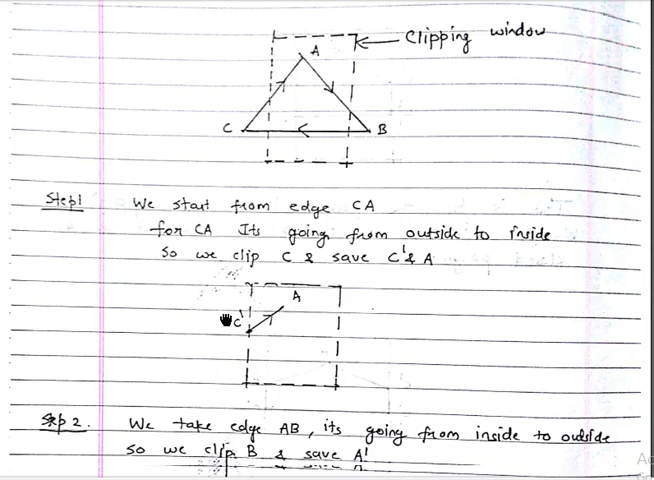 Clipping window
A
C
B
Step1 We start from edge CA
for CA Its going from outside to inside
so we clip C & save C' & A
A
C'
Step 2. We take edge AB, its going from inside to outside
so we clip B & save A'